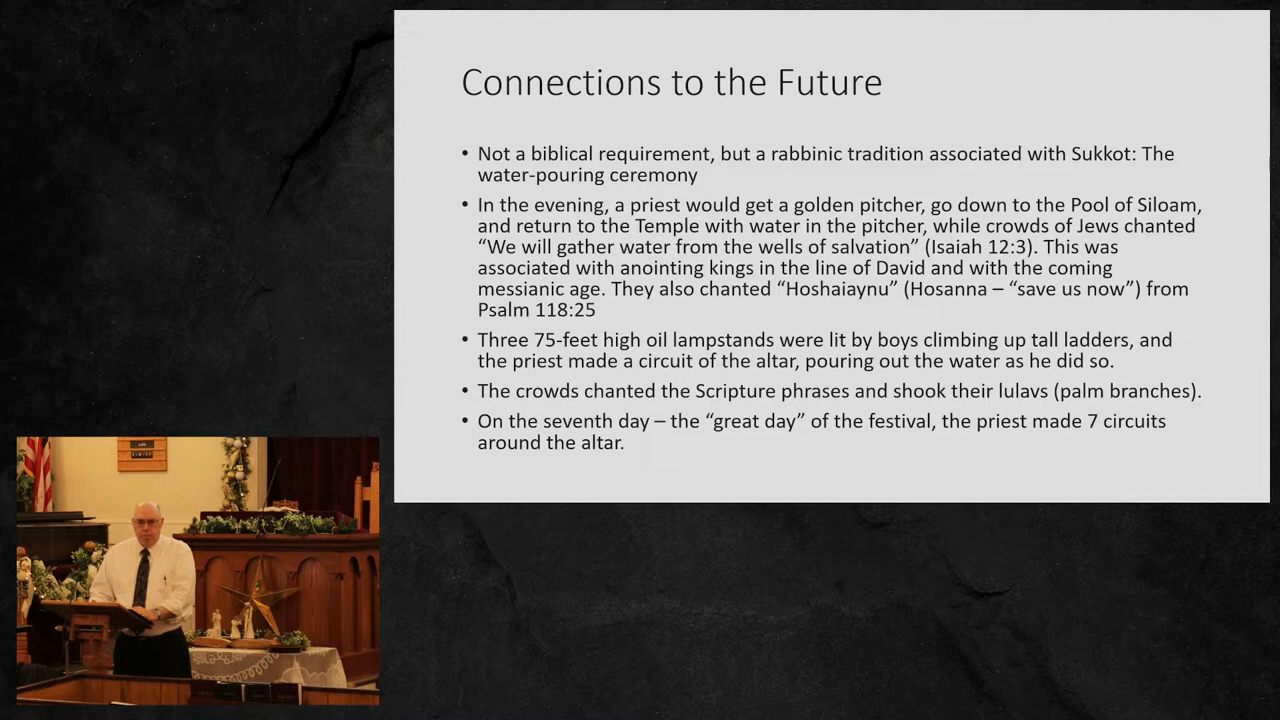 Connections to the Future
• Not a biblical requirement, but a rabbinic tradition associated with Sukkot: The
water-pouring ceremony
• In the evening, a priest would get a golden pitcher, go down to the Pool of Siloam,
and return to the Temple with water in the pitcher, while crowds of Jews chanted
“We will gather water from the wells of salvation” (Isaiah 12:3). This was
associated with anointing kings in the line of David and with the coming
messianic age. They also chanted “Hoshaiaynu” (Hosanna – “save us now”) from
Psalm 118:25
• Three 75-feet high oil lampstands were lit by boys climbing up tall ladders, and
the priest made a circuit of the altar, pouring out the water as he did so.
• The crowds chanted the Scripture phrases and shook their lulavs (palm branches).
• On the seventh day – the “great day” of the festival, the priest made 7 circuits
around the altar.